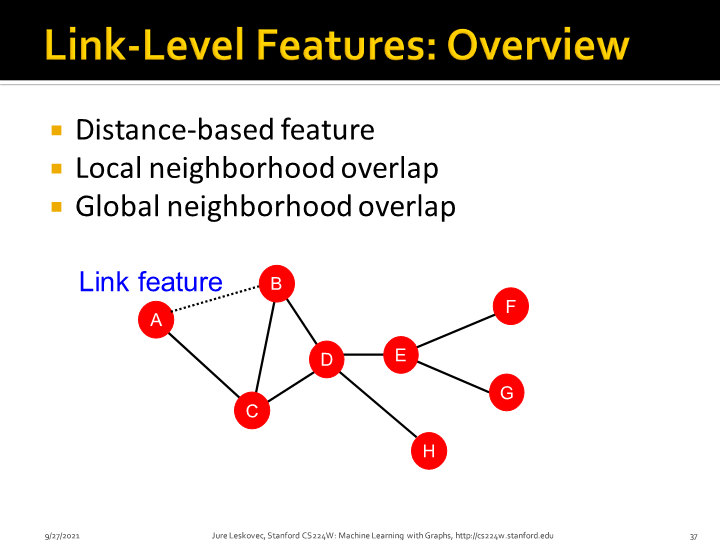 Link-Level Features: Overview
Distance-based feature
Local neighborhood overlap
Global neighborhood overlap
Link feature
B
A
F
D
E
G
C
H
9/27/2021
Jure Leskovec, Stanford CS224W: Machine Learning with Graphs, http://cs224w.stanford.edu
37